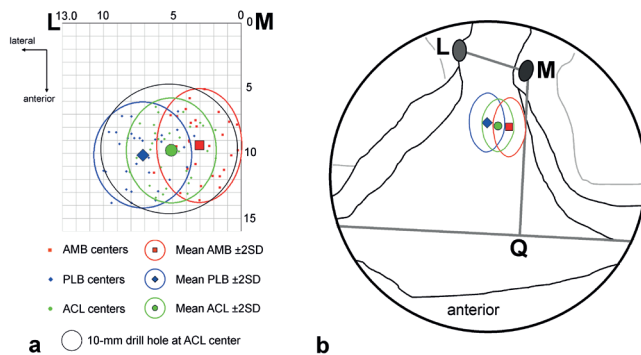 L 13.0 10 5 0 M
0
lateral
anterior
5
10
15
AMB centers Mean AMB ±2SD
PLB centers Mean PLB ±2SD
ACL centers Mean ACL ±2SD
a 10-mm drill hole at ACL center
L
M
Q
anterior
b